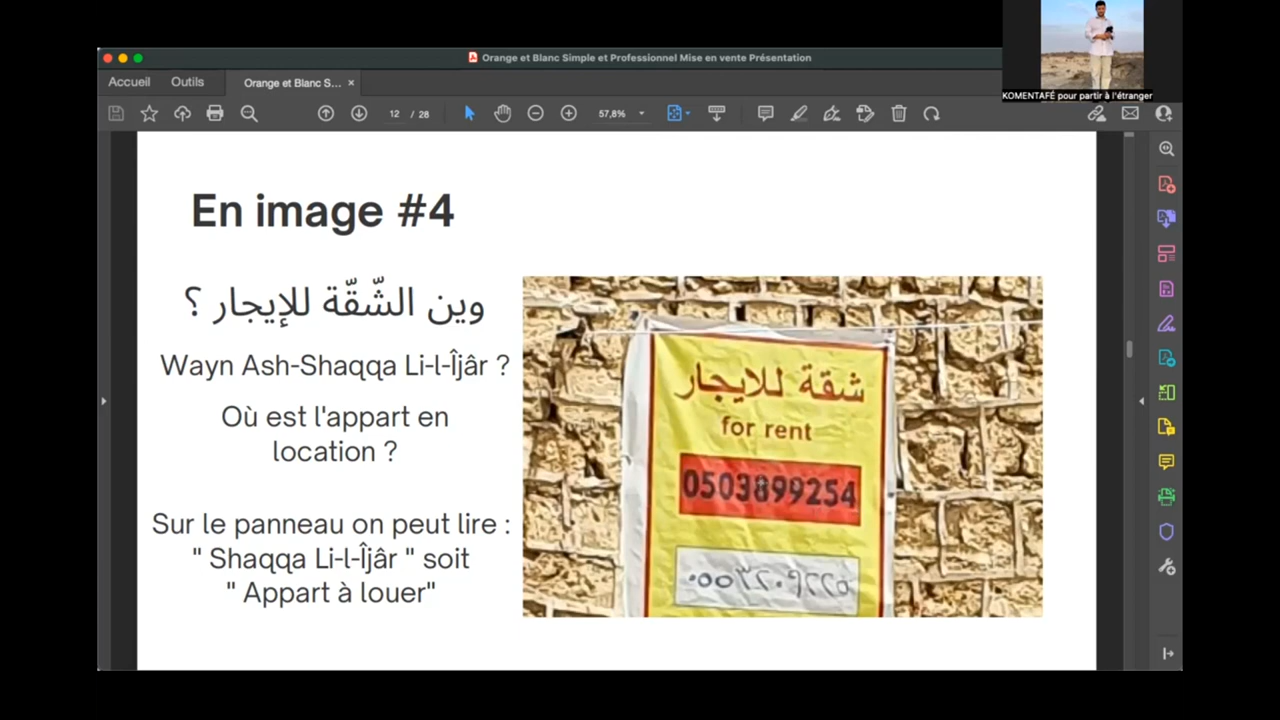 KOMENTAFÉ pour partir à l'étranger
Orange et Blanc Simple et Professionnel Mise en vente Présentation
Accueil Outils Orange et Blanc S... ×
12 / 28 57,8%
En image #4
وين الشّقّة للإيجار ؟
Wayn Ash-Shaqqa Li-l-Îjâr ?
Où est l'appart en
location ?
Sur le panneau on peut lire :
" Shaqqa Li-l-Îjâr " soit
" Appart à louer"
شقة للايجار
for rent
0503899254